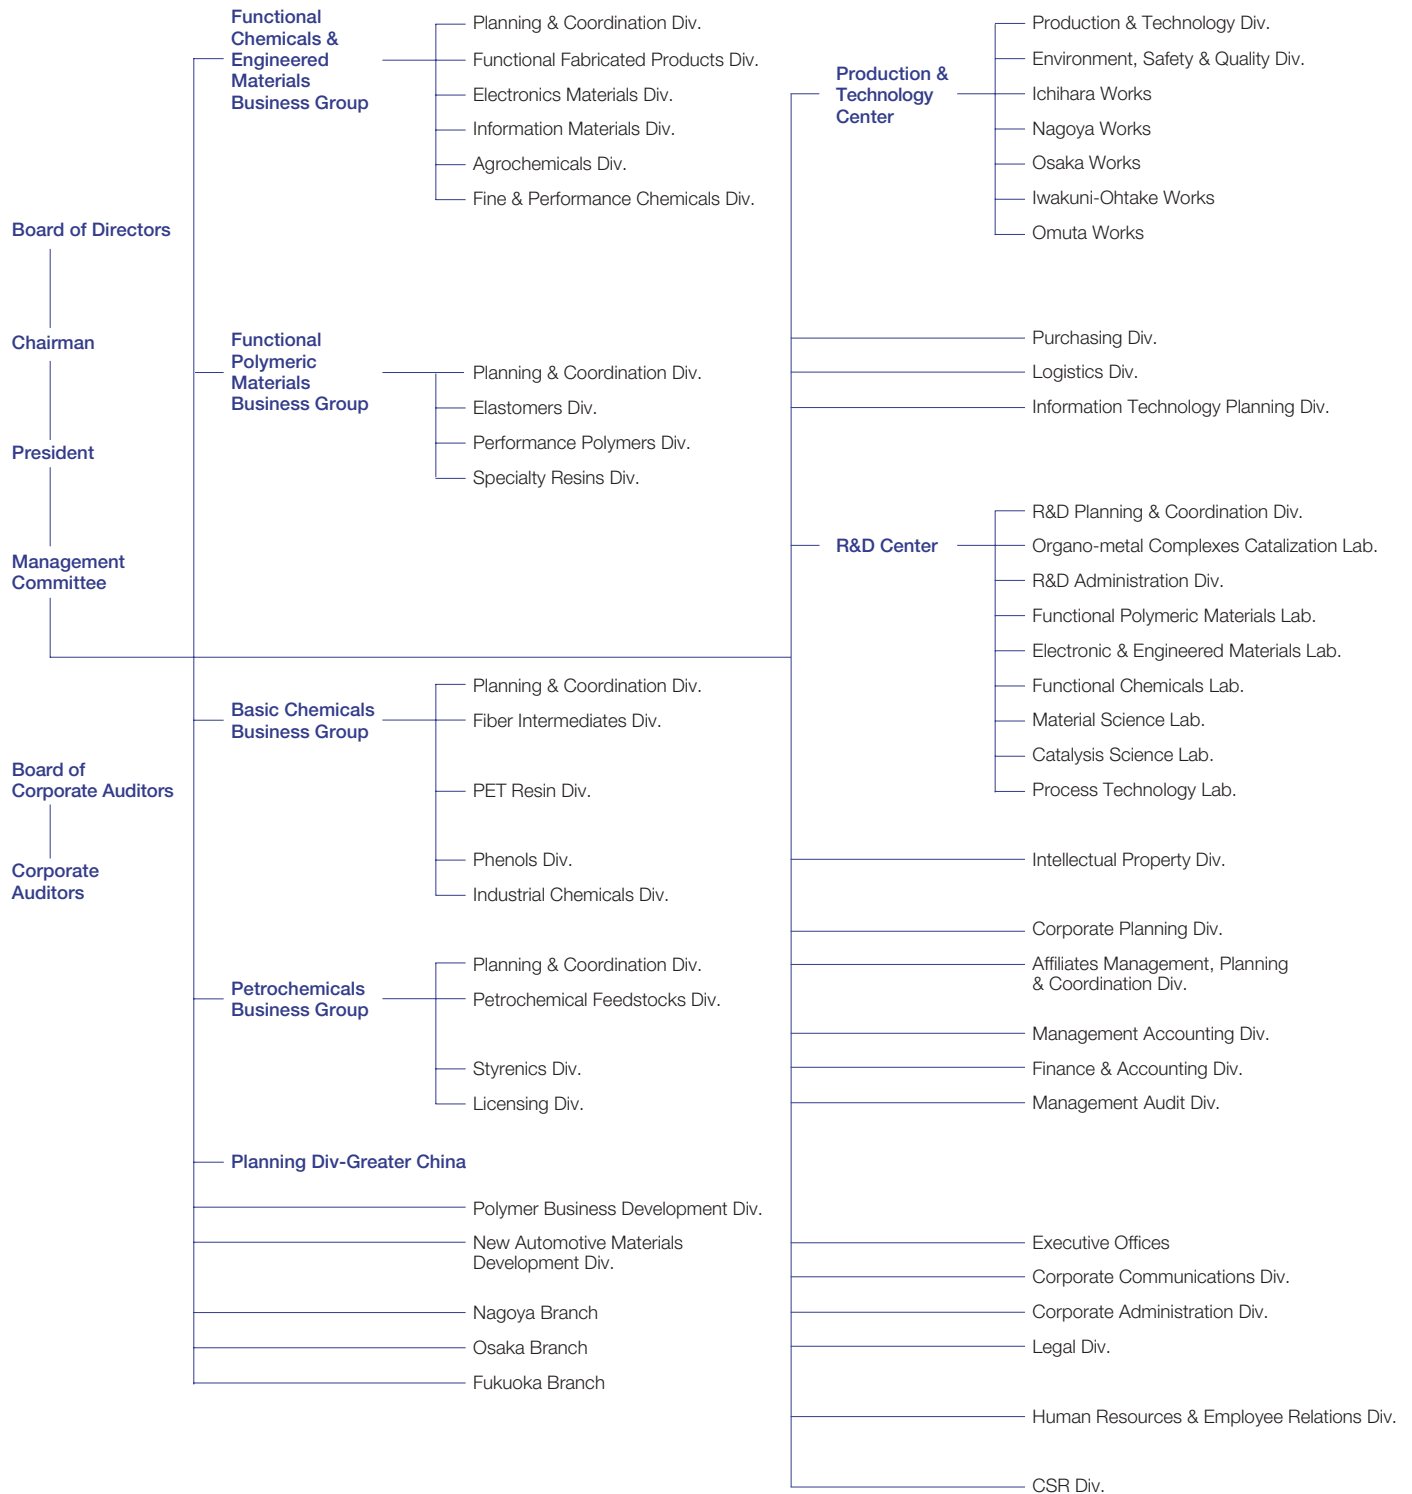 Board of Directors
Chairman
President
Management
Committee
Board of
Corporate Auditors
Corporate
Auditors
Functional
Chemicals &
Engineered
Materials
Business Group
Planning & Coordination Div.
Functional Fabricated Products Div.
Electronics Materials Div.
Information Materials Div.
Agrochemicals Div.
Fine & Performance Chemicals Div.
Functional
Polymeric
Materials
Business Group
Planning & Coordination Div.
Elastomers Div.
Performance Polymers Div.
Specialty Resins Div.
Basic Chemicals
Business Group
Planning & Coordination Div.
Fiber Intermediates Div.
PET Resin Div.
Phenols Div.
Industrial Chemicals Div.
Petrochemicals
Business Group
Planning & Coordination Div.
Petrochemical Feedstocks Div.
Styrenics Div.
Licensing Div.
Planning Div-Greater China
Polymer Business Development Div.
New Automotive Materials
Development Div.
Nagoya Branch
Osaka Branch
Fukuoka Branch
Production &
Technology
Center
Production & Technology Div.
Environment, Safety & Quality Div.
Ichihara Works
Nagoya Works
Osaka Works
Iwakuni-Ohtake Works
Omuta Works
Purchasing Div.
Logistics Div.
Information Technology Planning Div.
R&D Center
R&D Planning & Coordination Div.
Organo-metal Complexes Catalization Lab.
R&D Administration Div.
Functional Polymeric Materials Lab.
Electronic & Engineered Materials Lab.
Functional Chemicals Lab.
Material Science Lab.
Catalysis Science Lab.
Process Technology Lab.
Intellectual Property Div.
Corporate Planning Div.
Affiliates Management, Planning
& Coordination Div.
Management Accounting Div.
Finance & Accounting Div.
Management Audit Div.
Executive Offices
Corporate Communications Div.
Corporate Administration Div.
Legal Div.
Human Resources & Employee Relations Div.
CSR Div.